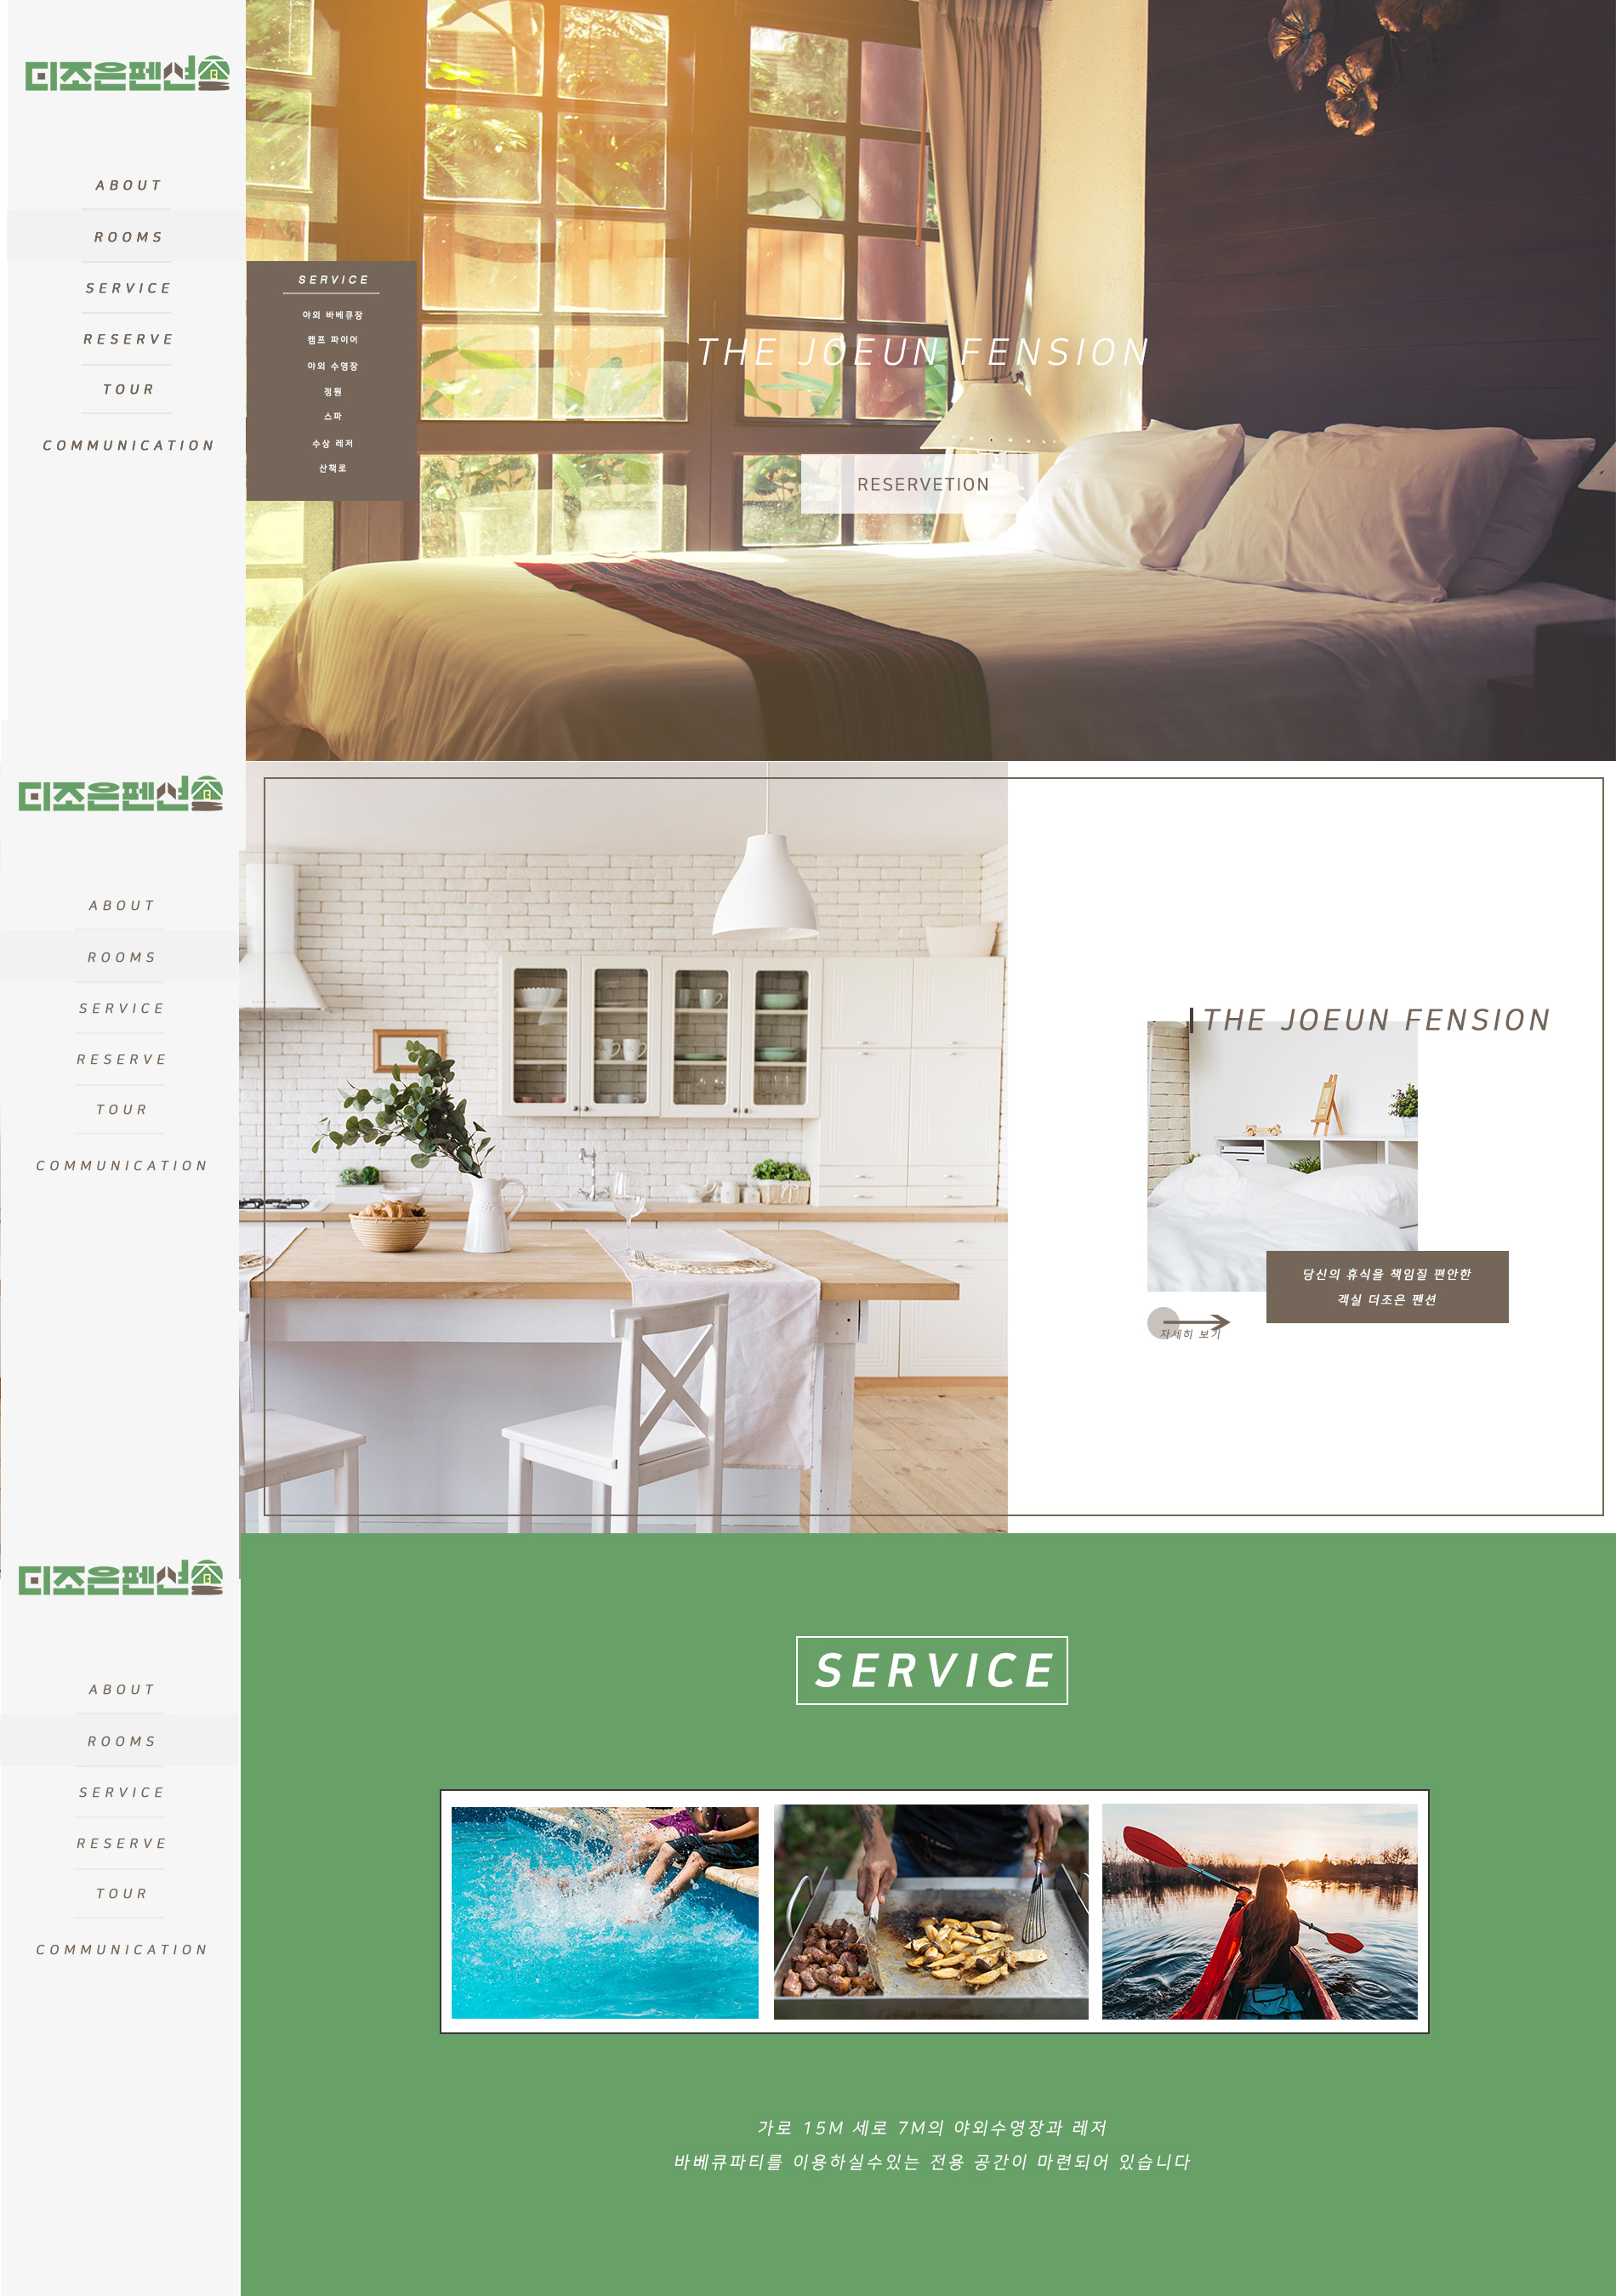 디조은펜션
ABOUT
ROOMS
SERVICE
RESERVE
TOUR
COMMUNICATION
SERVICE
야외 바베큐장
캠프 파이어
야외 수영장
정원
스파
수상 레저
산책로
THE JOEUN FENSION
RESERVETION
디조은펜션
ABOUT
ROOMS
SERVICE
RESERVE
TOUR
COMMUNICATION
THE JOEUN FENSION
당신의 휴식을 책임질 편안한
객실 더조은 펜션
자세히 보기
디조은펜션
ABOUT
ROOMS
SERVICE
RESERVE
TOUR
COMMUNICATION
SERVICE
가로 15M 세로 7M의 야외수영장과 레저
바베큐파티를 이용하실수있는 전용 공간이 마련되어 있습니다